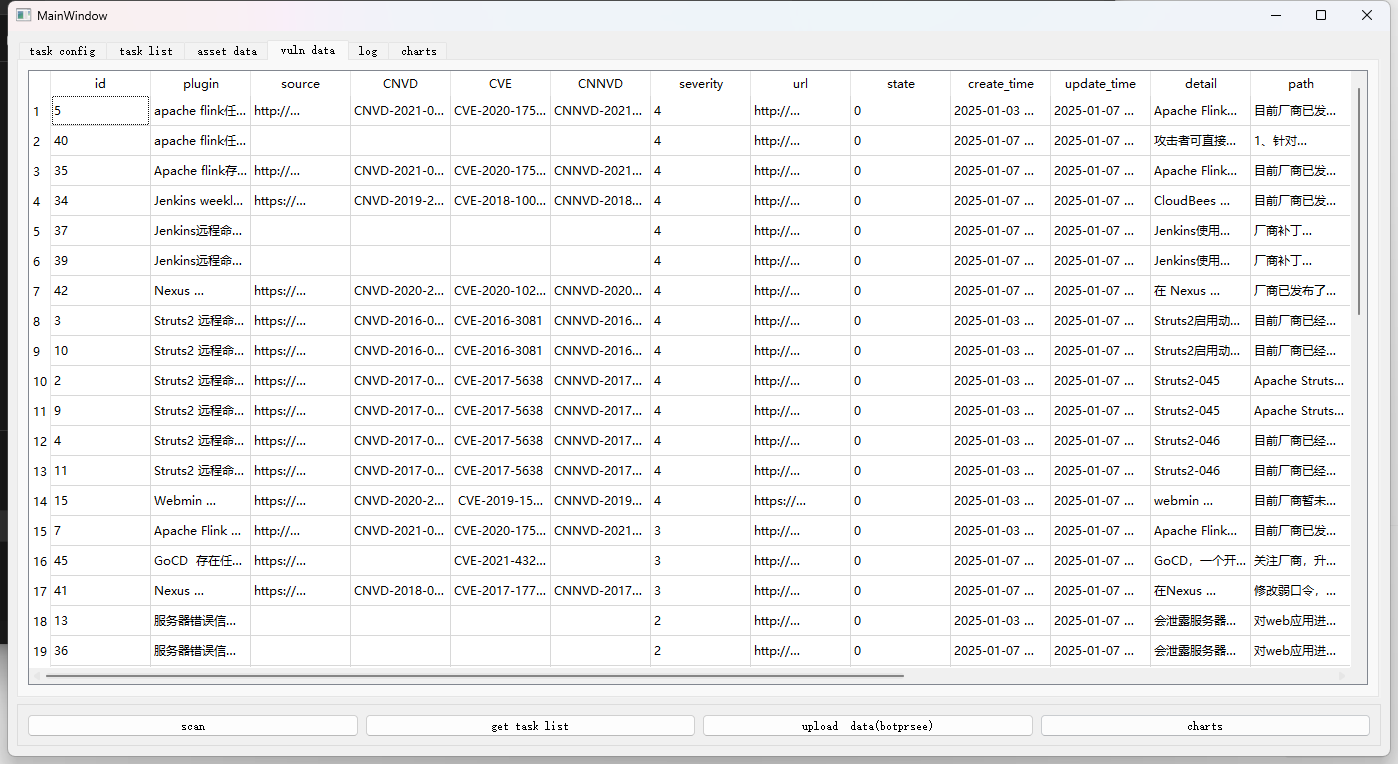 MainWindow
task config task list asset data vuln data log charts
id plugin source CNVD CVE CNNVD severity url state create_time update_time detail path
1 5 apache flink任... http://... CNVD-2021-0... CVE-2020-175... CNNVD-2021... 4 http://... 0 2025-01-03 ... 2025-01-07 ... Apache Flink... 目前厂商已发...
2 40 apache flink任... 4 http://... 0 2025-01-07 ... 2025-01-07 ... 攻击者可直接... 1、针对...
3 35 Apache flink存... http://... CNVD-2021-0... CVE-2020-175... CNNVD-2021... 4 http://... 0 2025-01-07 ... 2025-01-07 ... Apache Flink... 目前厂商已发...
4 34 Jenkins weekl... https://... CNVD-2019-2... CVE-2018-100... CNNVD-2018... 4 http://... 0 2025-01-07 ... 2025-01-07 ... CloudBees ... 目前厂商已发...
5 37 Jenkins远程命... 4 http://... 0 2025-01-07 ... 2025-01-07 ... Jenkins使用... 厂商补丁...
6 39 Jenkins远程命... 4 http://... 0 2025-01-07 ... 2025-01-07 ... Jenkins使用... 厂商补丁...
7 42 Nexus ... https://... CNVD-2020-2... CVE-2020-102... CNNVD-2020... 4 http://... 0 2025-01-07 ... 2025-01-07 ... 在 Nexus ... 厂商已发布了...
8 3 Struts2 远程命... https://... CNVD-2016-0... CVE-2016-3081 CNNVD-2016... 4 http://... 0 2025-01-03 ... 2025-01-07 ... Struts2启用动... 目前厂商已经...
9 10 Struts2 远程命... https://... CNVD-2016-0... CVE-2016-3081 CNNVD-2016... 4 http://... 0 2025-01-03 ... 2025-01-07 ... Struts2启用动... 目前厂商已经...
10 2 Struts2 远程命... https://... CNVD-2017-0... CVE-2017-5638 CNNVD-2017... 4 http://... 0 2025-01-03 ... 2025-01-07 ... Struts2-045 Apache Struts...
11 9 Struts2 远程命... https://... CNVD-2017-0... CVE-2017-5638 CNNVD-2017... 4 http://... 0 2025-01-03 ... 2025-01-07 ... Struts2-045 Apache Struts...
12 4 Struts2 远程命... https://... CNVD-2017-0... CVE-2017-5638 CNNVD-2017... 4 http://... 0 2025-01-03 ... 2025-01-07 ... Struts2-046 目前厂商已经...
13 11 Struts2 远程命... https://... CNVD-2017-0... CVE-2017-5638 CNNVD-2017... 4 http://... 0 2025-01-03 ... 2025-01-07 ... Struts2-046 目前厂商已经...
14 15 Webmin ... https://... CNVD-2020-2... CVE-2019-15... CNNVD-2019... 4 https://... 0 2025-01-03 ... 2025-01-07 ... webmin ... 目前厂商暂未...
15 7 Apache Flink ... http://... CNVD-2021-0... CVE-2020-175... CNNVD-2021... 3 http://... 0 2025-01-03 ... 2025-01-07 ... Apache Flink... 目前厂商已发...
16 45 GoCD 存在任... https://... CVE-2021-432... 3 http://... 0 2025-01-07 ... 2025-01-07 ... GoCD，一个开... 关注厂商，升...
17 41 Nexus ... https://... CNVD-2018-0... CVE-2017-177... CNNVD-2017... 3 http://... 0 2025-01-07 ... 2025-01-07 ... 在Nexus ... 修改弱口令，...
18 13 服务器错误信... 2 http://... 0 2025-01-03 ... 2025-01-07 ... 会泄露服务器... 对web应用进...
19 36 服务器错误信... 2 http://... 0 2025-01-07 ... 2025-01-07 ... 会泄露服务器... 对web应用进...
scan get task list upload data(botprsee) charts